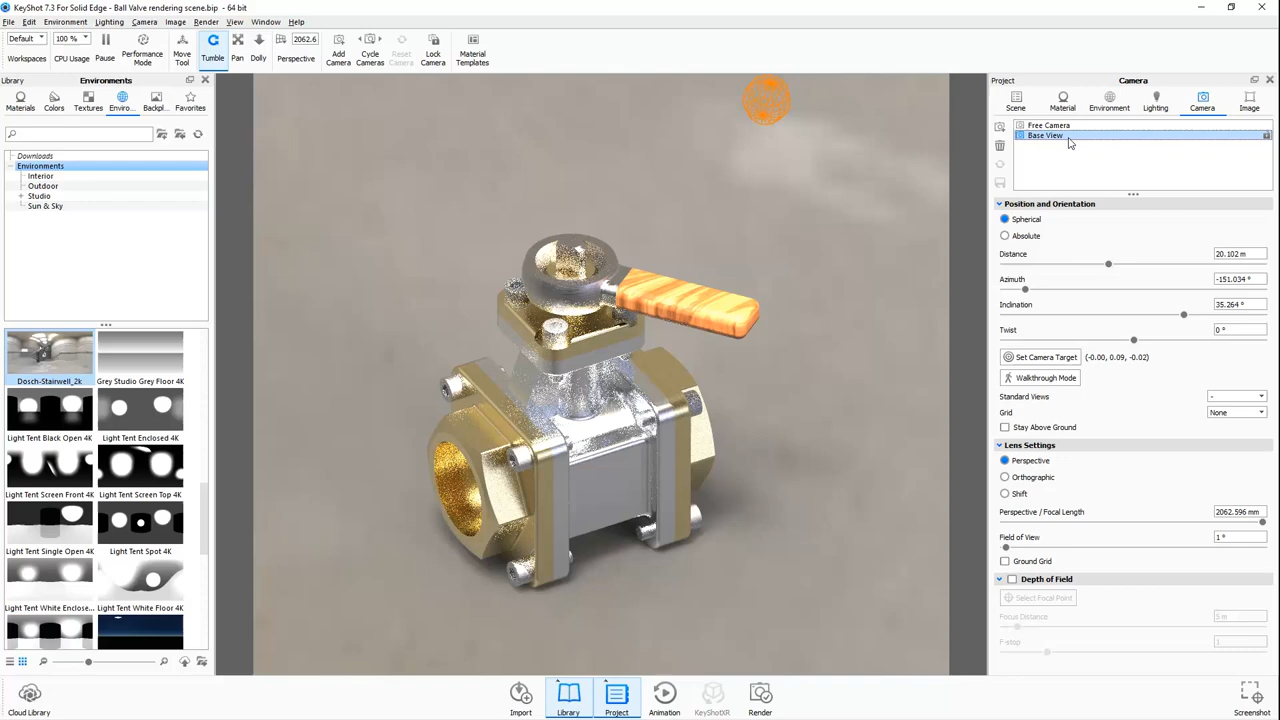 KeyShot 7.3 For Solid Edge - Ball Valve rendering scene.bip - 64 bit
File Edit Environment Lighting Camera Image Render View Window Help
Default 100 % 2062.6
Workspaces CPU Usage Pause Performance Mode Move Tool Tumble Pan Dolly Perspective Add Camera Cycle Cameras Reset Camera Lock Camera Material Templates
Library Environments
Materials Colors Textures Enviro... Backpl... Favorites
Downloads
Environments
Interior
Outdoor
Studio
Sun & Sky
Dosch-Stairwell_2k Grey Studio Grey Floor 4K
Light Tent Black Open 4K Light Tent Enclosed 4K
Light Tent Screen Front 4K Light Tent Screen Top 4K
Light Tent Single Open 4K Light Tent Spot 4K
Light Tent White Enclose... Light Tent White Floor 4K
Project Camera
Scene Material Environment Lighting Camera Image
Free Camera
Base View
Position and Orientation
Spherical
Absolute
Distance 20.102 m
Azimuth -151.034 °
Inclination 35.264 °
Twist 0 °
Set Camera Target (-0.00, 0.09, -0.02)
Walkthrough Mode
Standard Views -
Grid None
Stay Above Ground
Lens Settings
Perspective
Orthographic
Shift
Perspective / Focal Length 2062.596 mm
Field of View 1 °
Ground Grid
Depth of Field
Select Focal Point
Focus Distance 5 m
F-stop 1
Cloud Library Import Library Project Animation KeyShotXR Render Screenshot